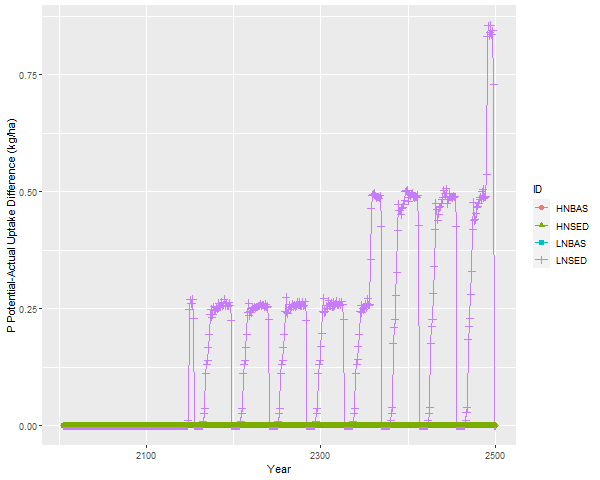 P Potential-Actual Uptake Difference (kg/ha)
0.75
0.50
0.25
0.00
2100
2300
2500
Year
ID
HNBAS
HNSED
LNBAS
LNSED